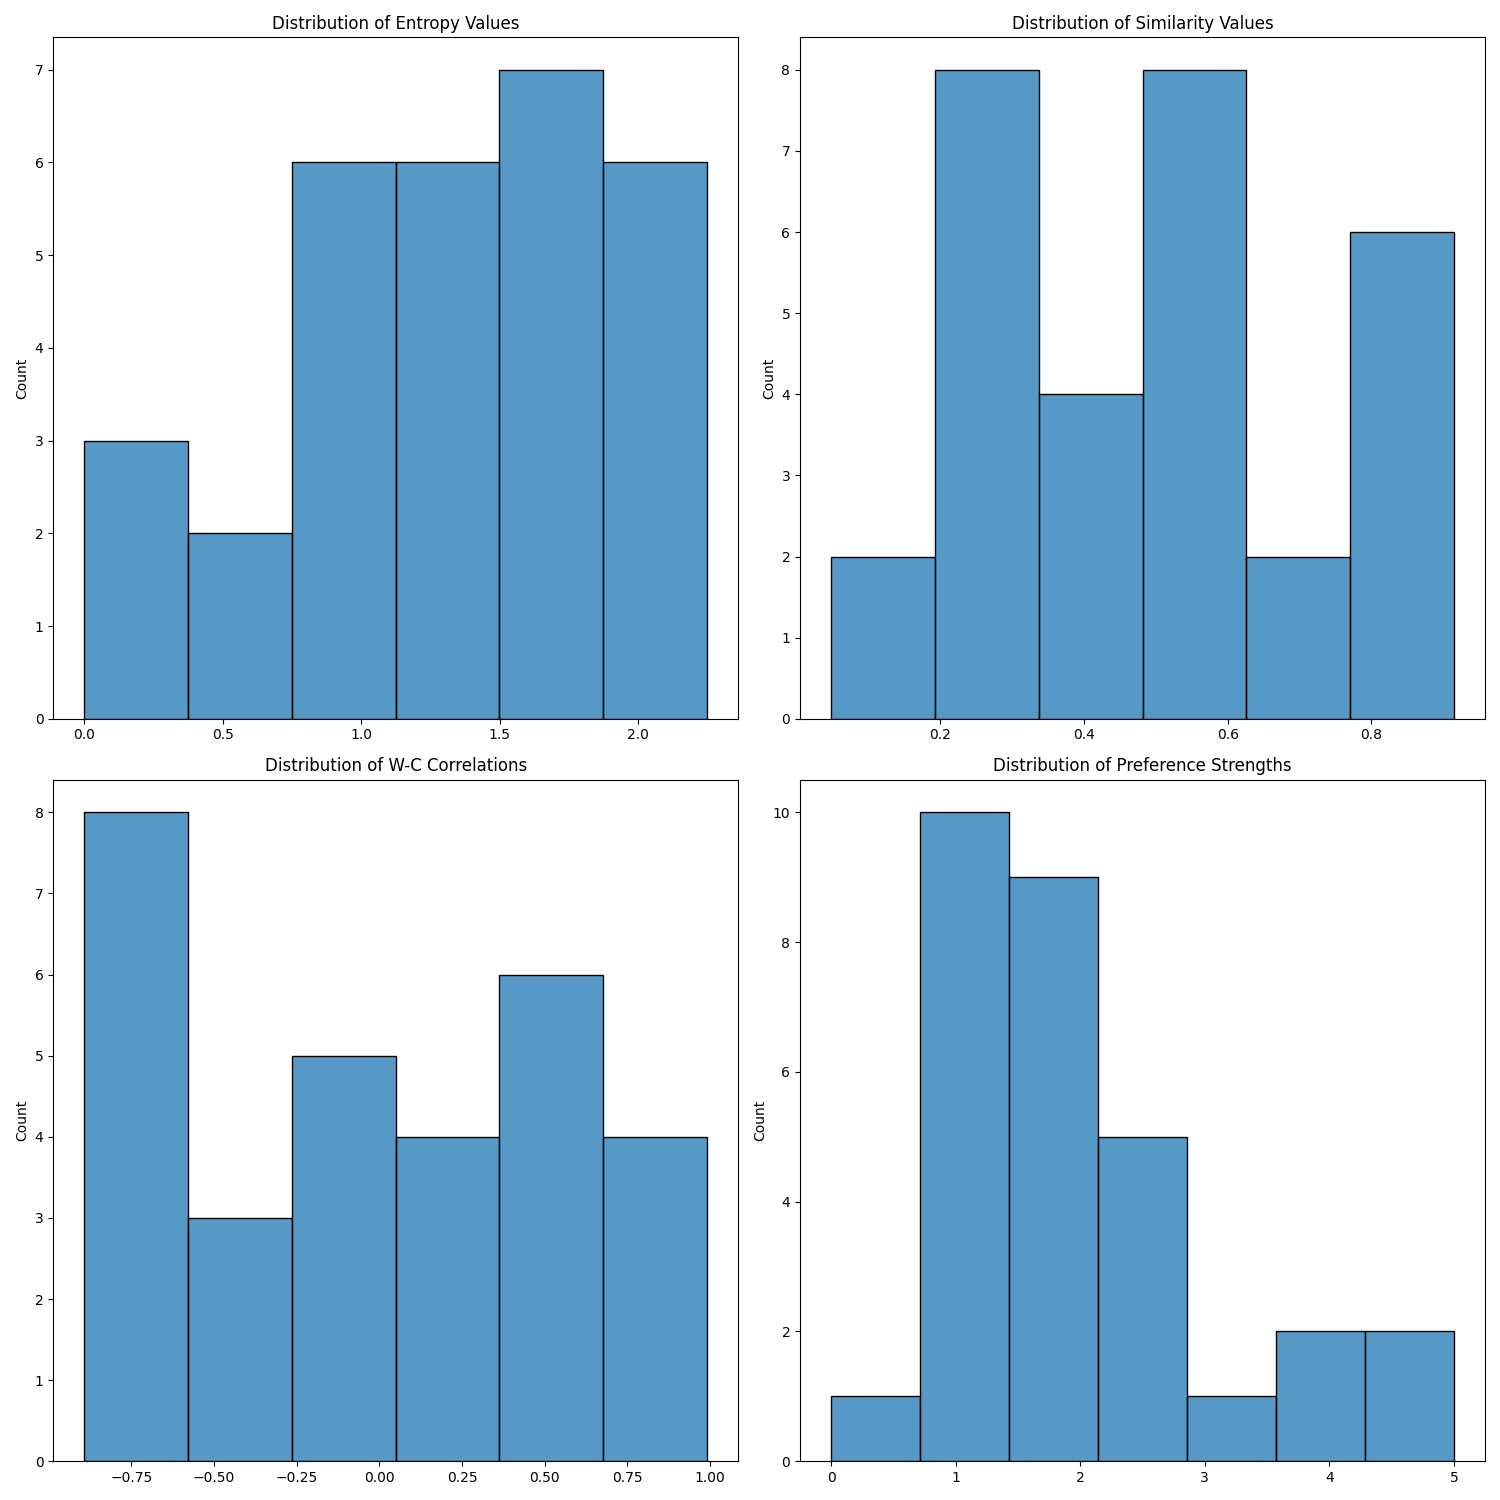 Distribution of Entropy Values
Count
7
6
5
4
3
2
1
0
0.0 0.5 1.0 1.5 2.0
Distribution of Similarity Values
Count
8
7
6
5
4
3
2
1
0
0.2 0.4 0.6 0.8
Distribution of W-C Correlations
Count
8
7
6
5
4
3
2
1
0
−0.75 −0.50 −0.25 0.00 0.25 0.50 0.75 1.00
Distribution of Preference Strengths
Count
10
8
6
4
2
0
0 1 2 3 4 5